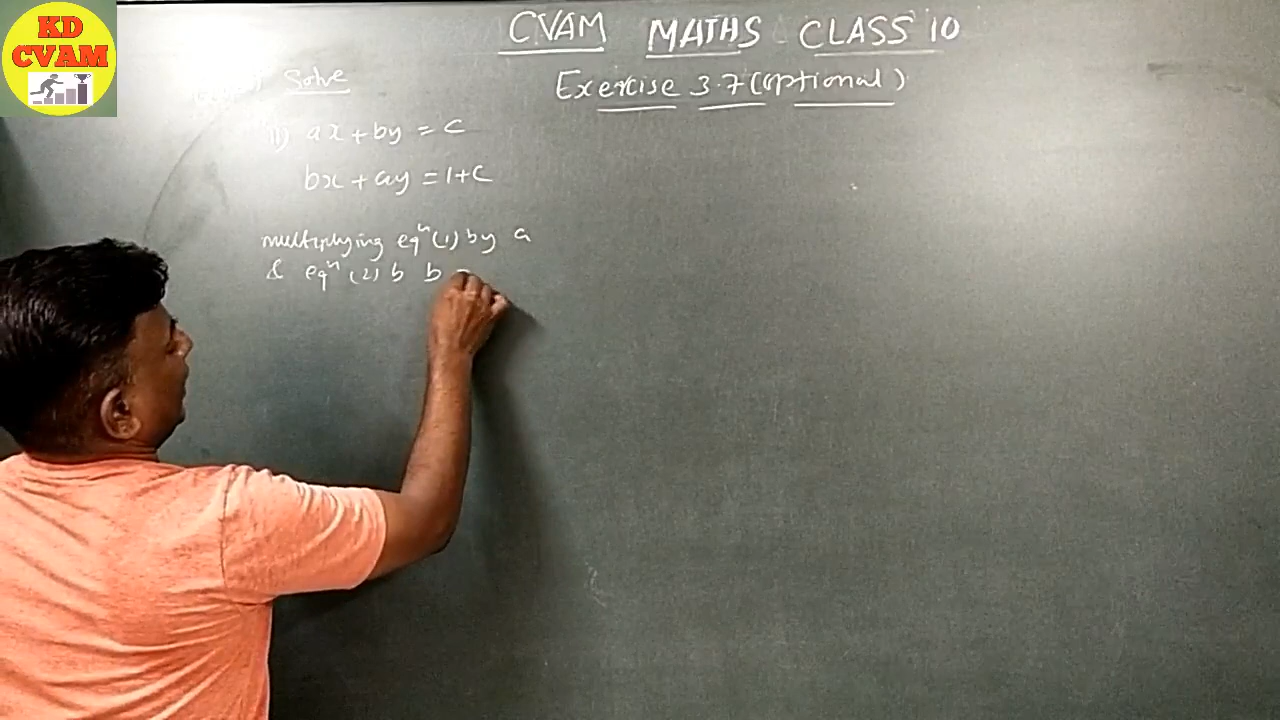 KD
CVAM
CVAM MATHS CLASS 10
Exercise 3.7 (optional)
Solve
ii) ax + by = c
bx + ay = 1+c
multiplying eqⁿ (1) by a
& eqⁿ (2) b b